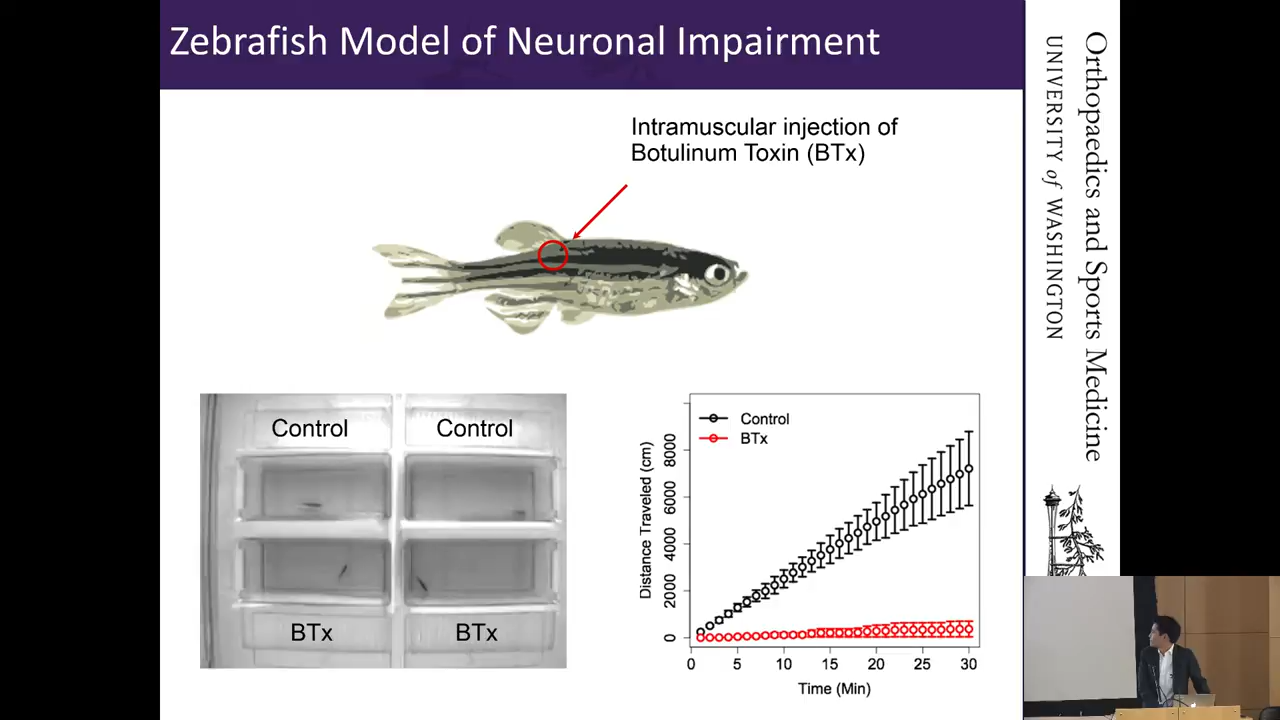 Zebrafish Model of Neuronal Impairment
Intramuscular injection of
Botulinum Toxin (BTx)
Control
Control
BTx
BTx
Control
BTx
Distance Traveled (cm)
8000
6000
4000
2000
0
0
5
10
15
20
25
30
Time (Min)
Orthopaedics and Sports Medicine
UNIVERSITY of WASHINGTON